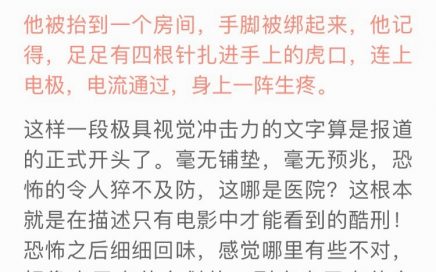 他被抬到一个房间，手脚被绑起来，他记
得，足足有四根针扎进手上的虎口，连上
电极，电流通过，身上一阵生疼。
这样一段极具视觉冲击力的文字算是报道
的正式开头了。毫无铺垫，毫无预兆，恐
怖的令人猝不及防，这哪是医院？这根本
就是在描述只有电影中才能看到的酷刑！
恐怖之后细细回味，感觉哪里有些不对，